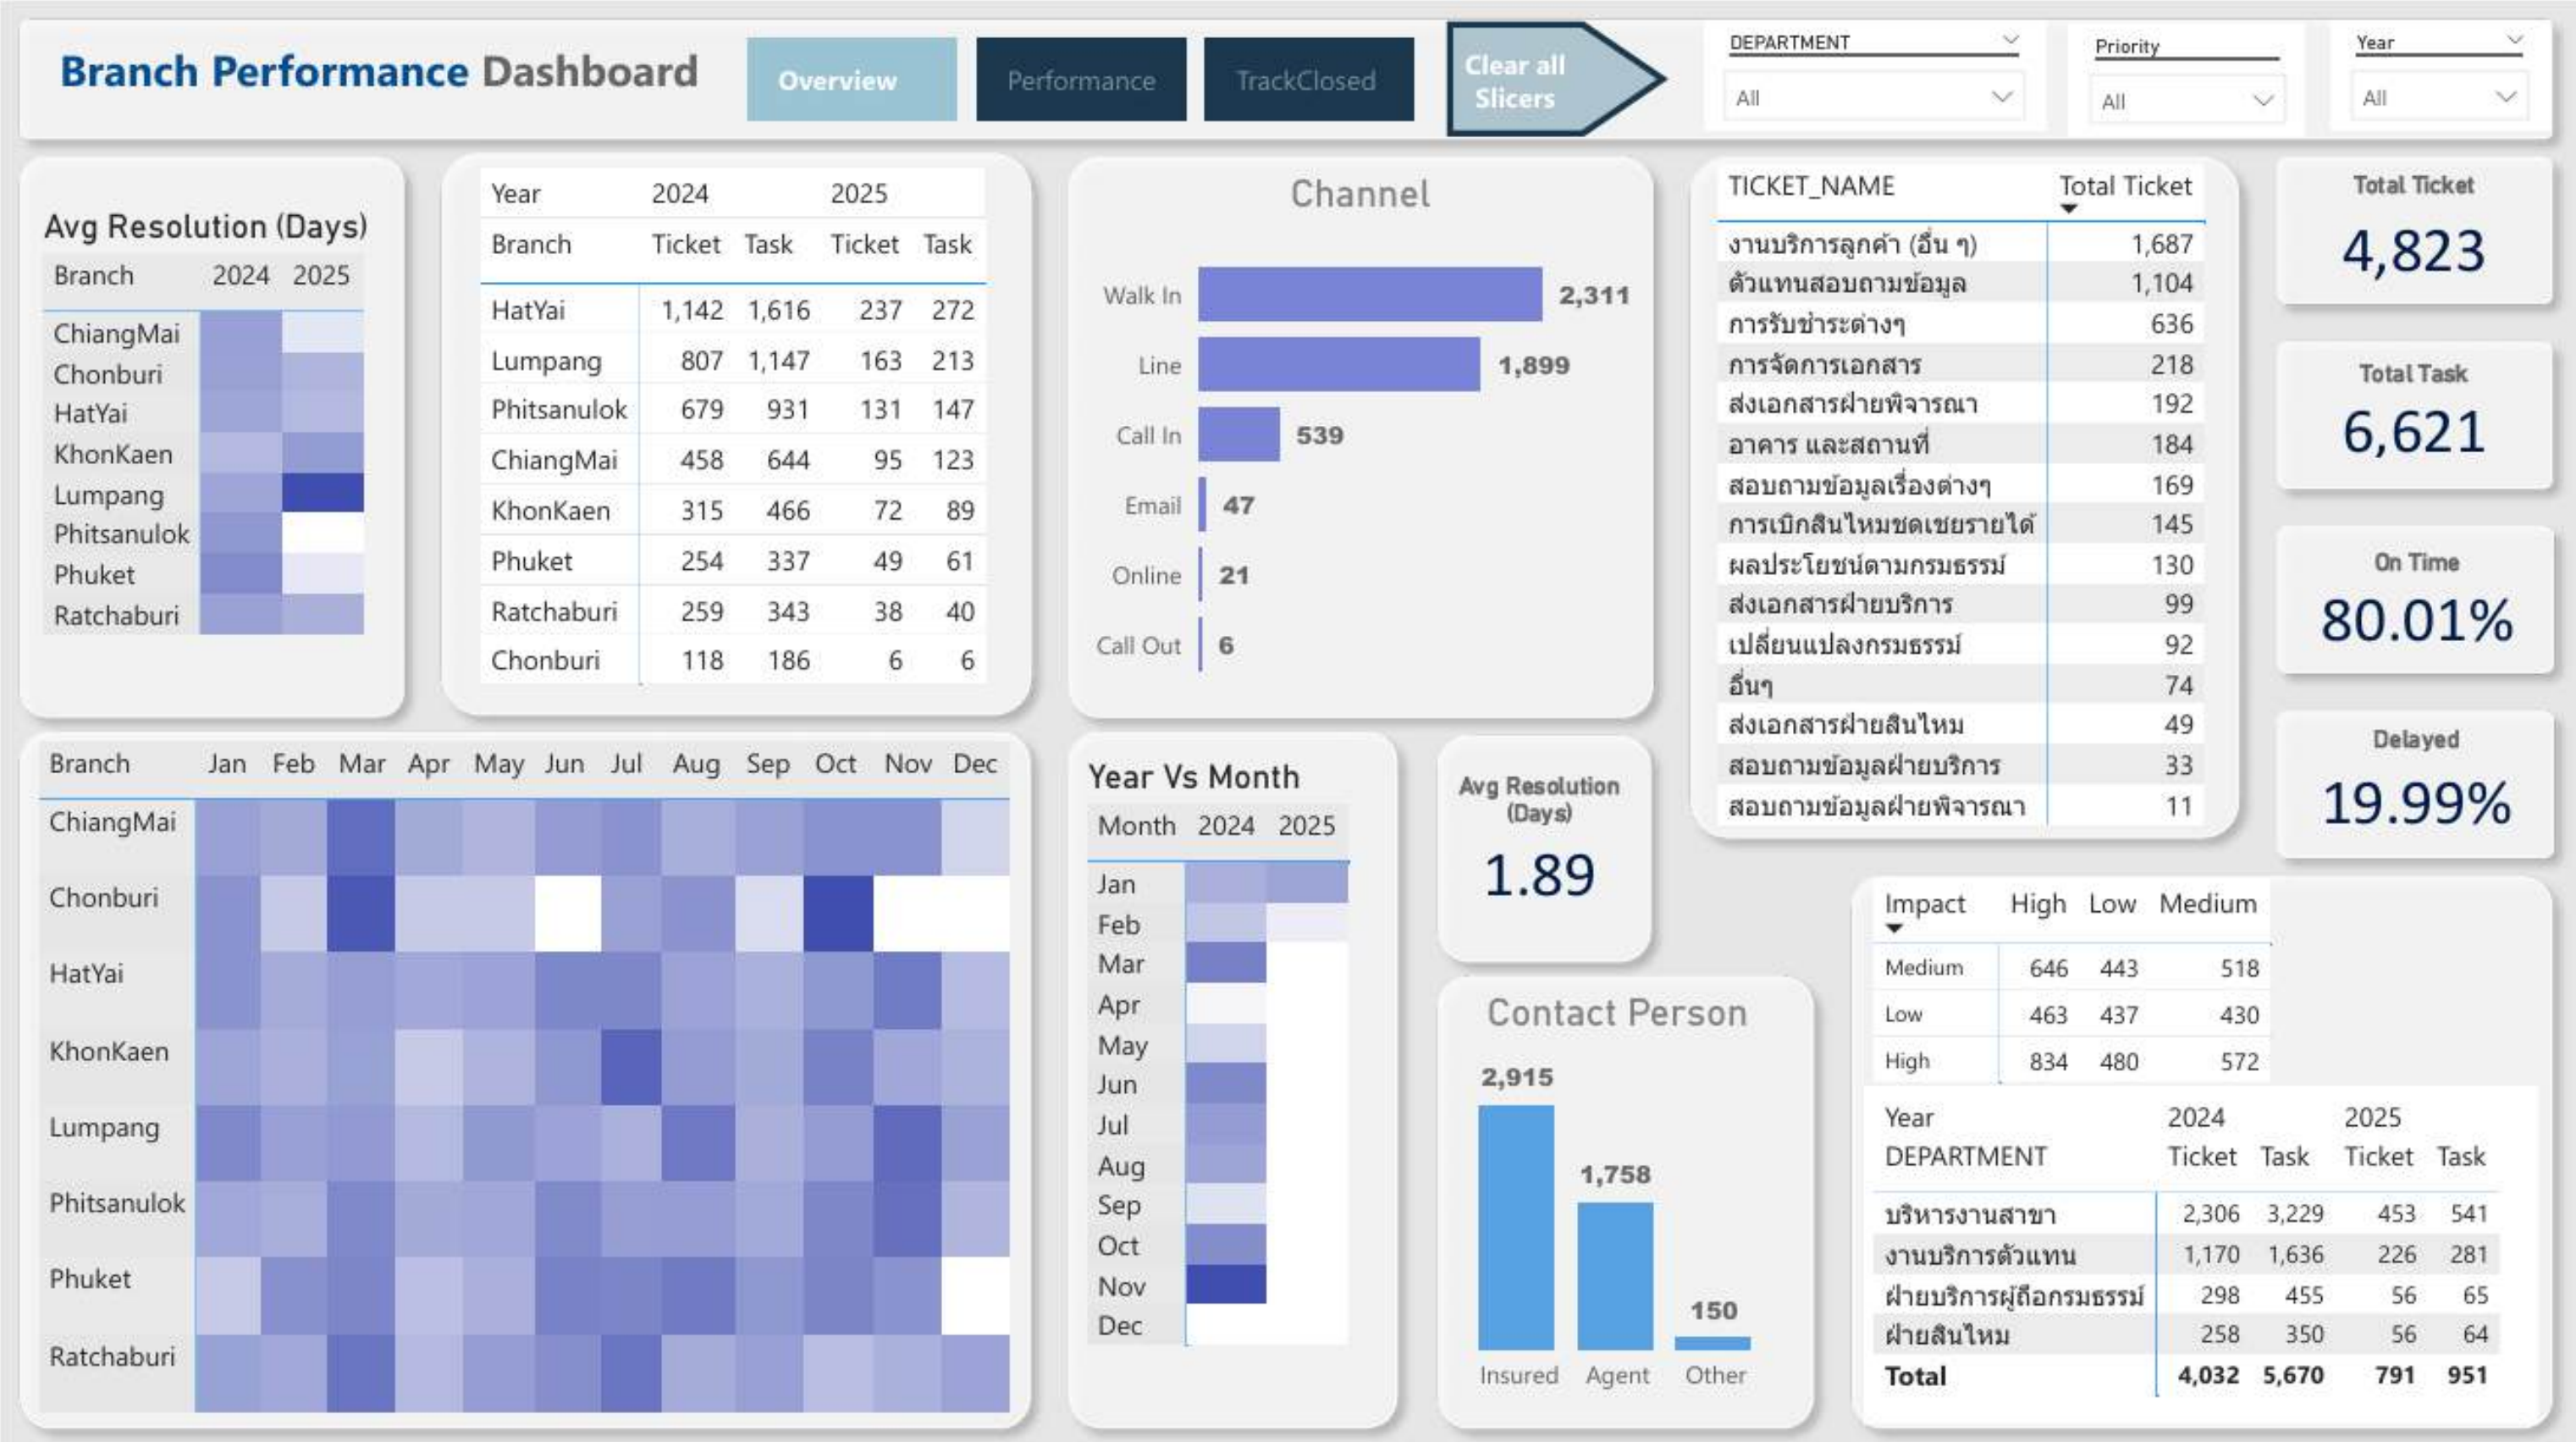 Branch Performance Dashboard
Overview
Performance
TrackClosed
Clear all
Slicers
DEPARTMENT
All
Priority
All
Year
All
Avg Resolution (Days)
Branch 2024 2025
ChiangMai
Chonburi
HatYai
KhonKaen
Lumpang
Phitsanulok
Phuket
Ratchaburi
Year 2024 2025
Branch Ticket Task Ticket Task
HatYai 1,142 1,616 237 272
Lumpang 807 1,147 163 213
Phitsanulok 679 931 131 147
ChiangMai 458 644 95 123
KhonKaen 315 466 72 89
Phuket 254 337 49 61
Ratchaburi 259 343 38 40
Chonburi 118 186 6 6
Channel
Walk In 2,311
Line 1,899
Call In 539
Email 47
Online 21
Call Out 6
TICKET_NAME Total Ticket
งานบริการลูกค้า (อื่น ๆ) 1,687
ตัวแทนสอบถามข้อมูล 1,104
การรับชำระต่างๆ 636
การจัดการเอกสาร 218
ส่งเอกสารฝ่ายพิจารณา 192
อาคาร และสถานที่ 184
สอบถามข้อมูลเรื่องต่างๆ 169
การเบิกสินไหมชดเชยรายได้ 145
ผลประโยชน์ตามกรมธรรม์ 130
ส่งเอกสารฝ่ายบริการ 99
เปลี่ยนแปลงกรมธรรม์ 92
อื่นๆ 74
ส่งเอกสารฝ่ายสินไหม 49
สอบถามข้อมูลฝ่ายบริการ 33
สอบถามข้อมูลฝ่ายพิจารณา 11
Total Ticket
4,823
Total Task
6,621
On Time
80.01%
Delayed
19.99%
Branch Jan Feb Mar Apr May Jun Jul Aug Sep Oct Nov Dec
ChiangMai
Chonburi
HatYai
KhonKaen
Lumpang
Phitsanulok
Phuket
Ratchaburi
Year Vs Month
Month 2024 2025
Jan
Feb
Mar
Apr
May
Jun
Jul
Aug
Sep
Oct
Nov
Dec
Avg Resolution
(Days)
1.89
Contact Person
2,915
1,758
150
Insured Agent Other
Impact High Low Medium
Medium 646 443 518
Low 463 437 430
High 834 480 572
Year 2024 2025
DEPARTMENT Ticket Task Ticket Task
บริหารงานสาขา 2,306 3,229 453 541
งานบริการตัวแทน 1,170 1,636 226 281
ฝ่ายบริการผู้ถือกรมธรรม์ 298 455 56 65
ฝ่ายสินไหม 258 350 56 64
Total 4,032 5,670 791 951